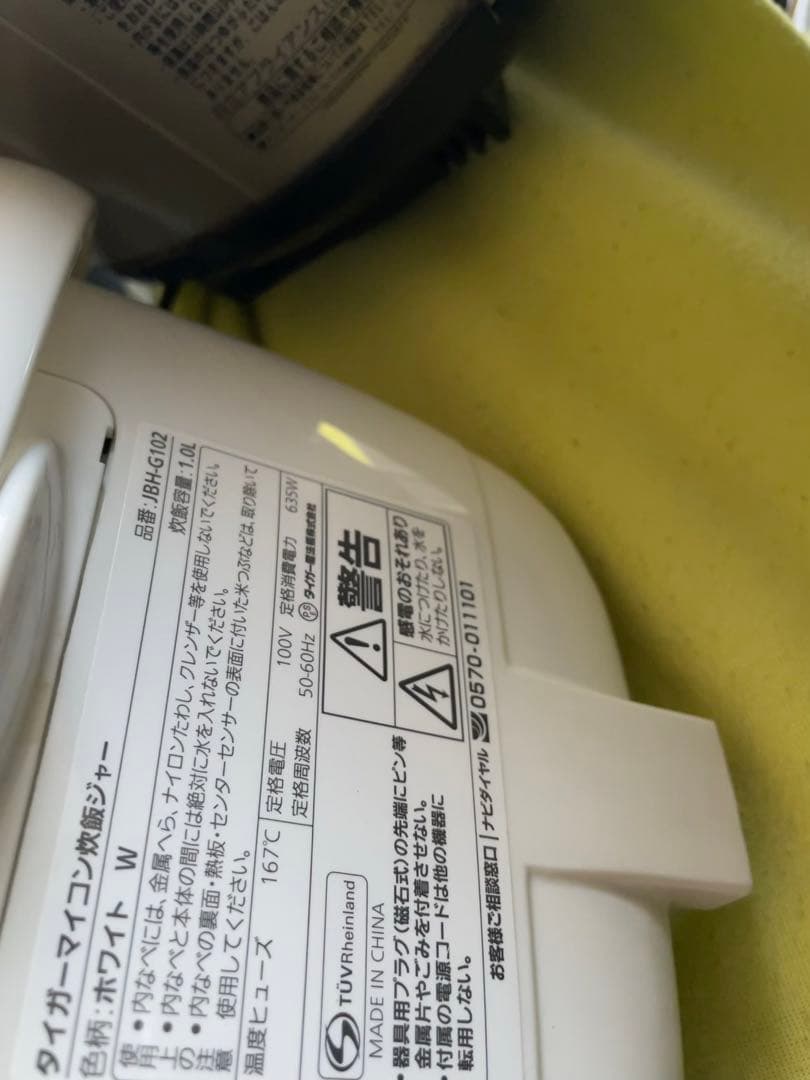 タイガーマイコン炊飯ジャー
品番:JBH-G102
色柄:ホワイト W
炊飯容量:1.0L
使用上の注意
•内なべには、金属へら、ナイロンたわし、クレンザー等を使用しないでください。
•内なべと本体の間には絶対に水を入れないでください。
•内なべの裏面・熱板・センターセンサーの表面に付いた米つぶなどは、取り除いて
使用してください。
温度ヒューズ 167℃
定格電圧 100V 定格消費電力 635W
定格周波数 50-60Hz PS タイガー魔法瓶株式会社
TÜVRheinland
MADE IN CHINA
警告
感電のおそれあり
水につけたり、水を
かけたりしない。
•器具用プラグ(磁石式)の先端にピン等
金属片やごみを付着させない。
•付属の電源コードは他の機器に
転用しない。
お客様ご相談窓口 | ナビダイヤル 0570-011101